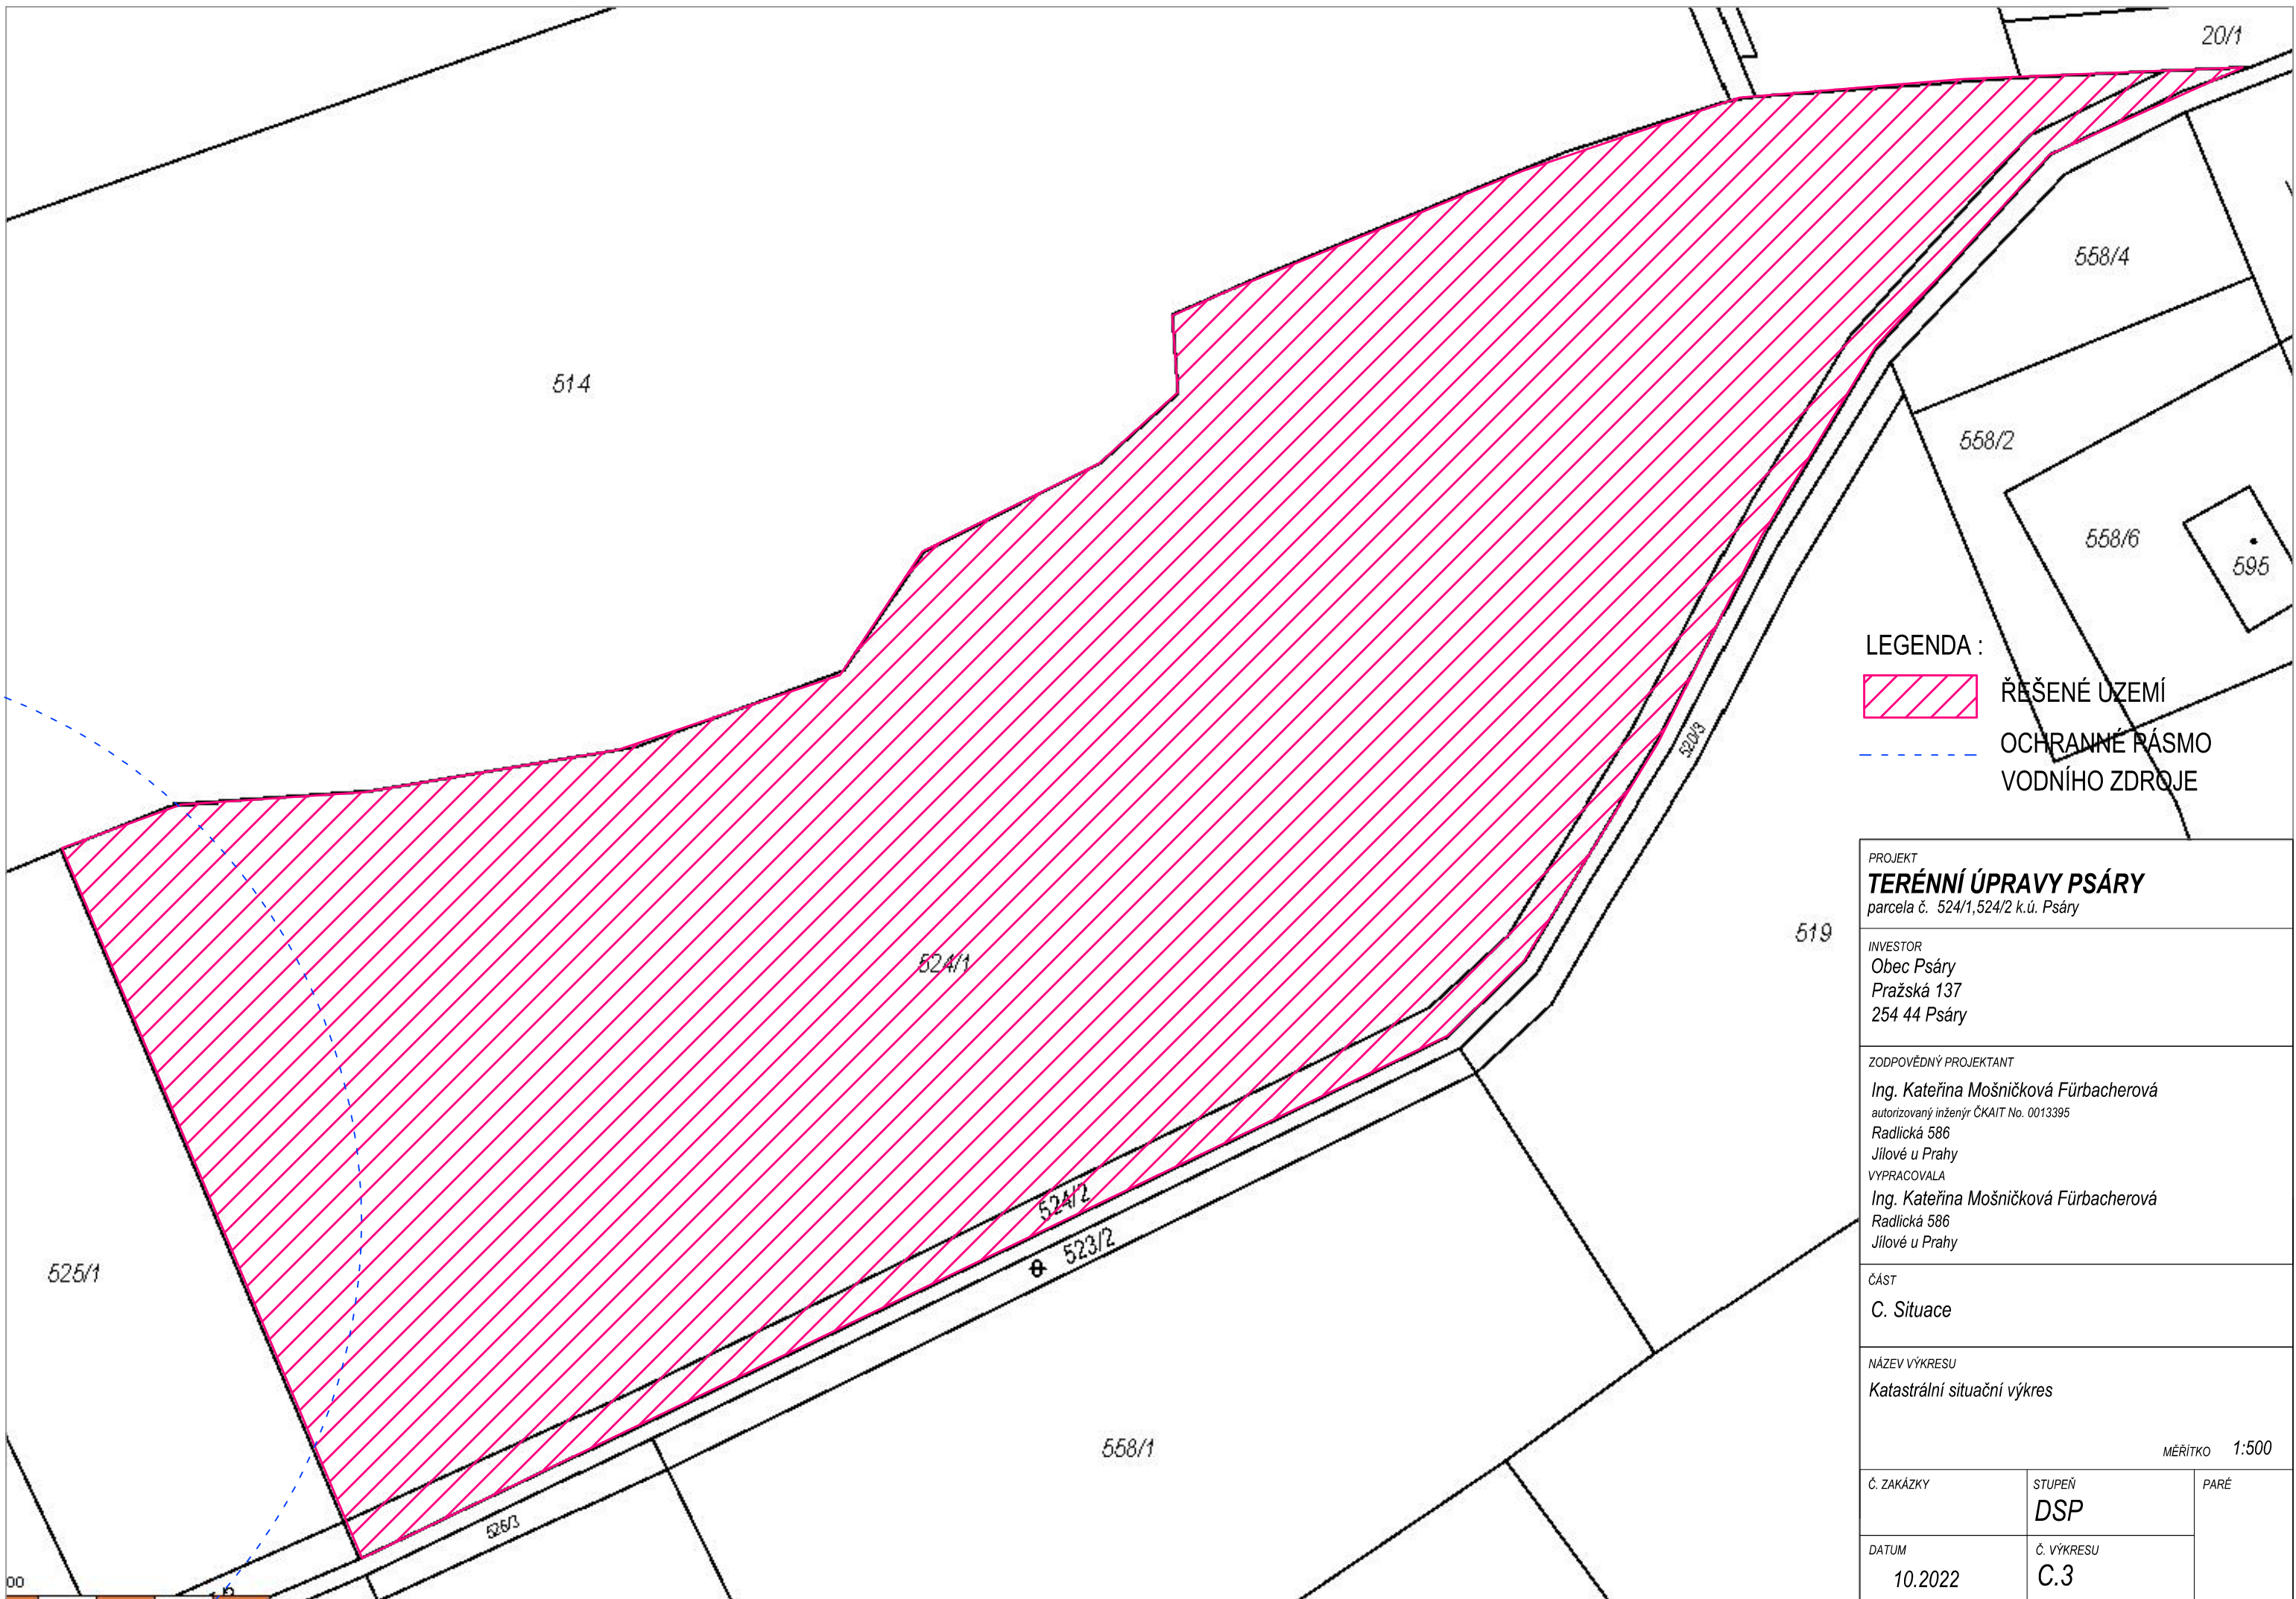 20/1
558/4
514
558/2
558/6
595
LEGENDA :
ŘEŠENÉ ÚZEMÍ
OCHRANNÉ PÁSMO
VODNÍHO ZDROJE
520/3
519
524/1
524/2
523/2
525/1
558/1
526/3
00
PROJEKT
TERÉNNÍ ÚPRAVY PSÁRY
parcela č. 524/1,524/2 k.ú. Psáry
INVESTOR
Obec Psáry
Pražská 137
254 44 Psáry
ZODPOVĚDNÝ PROJEKTANT
Ing. Kateřina Mošničková Fürbacherová
autorizovaný inženýr ČKAIT No. 0013395
Radlická 586
Jílové u Prahy
VYPRACOVALA
Ing. Kateřina Mošničková Fürbacherová
Radlická 586
Jílové u Prahy
ČÁST
C. Situace
NÁZEV VÝKRESU
Katastrální situační výkres
MĚŘÍTKO 1:500
Č. ZAKÁZKY
STUPEŇ
PARÉ
DSP
DATUM
Č. VÝKRESU
10.2022
C.3